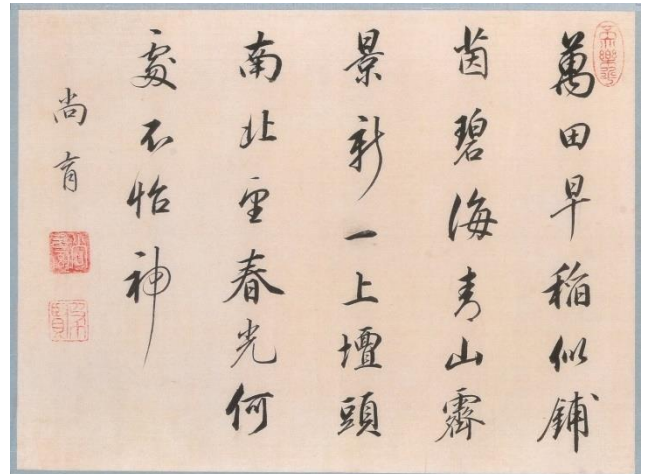 萬田早稲似鋪
茵碧海青山霽
景新一上壇頭
南北望春光何
處不怡神
尚育